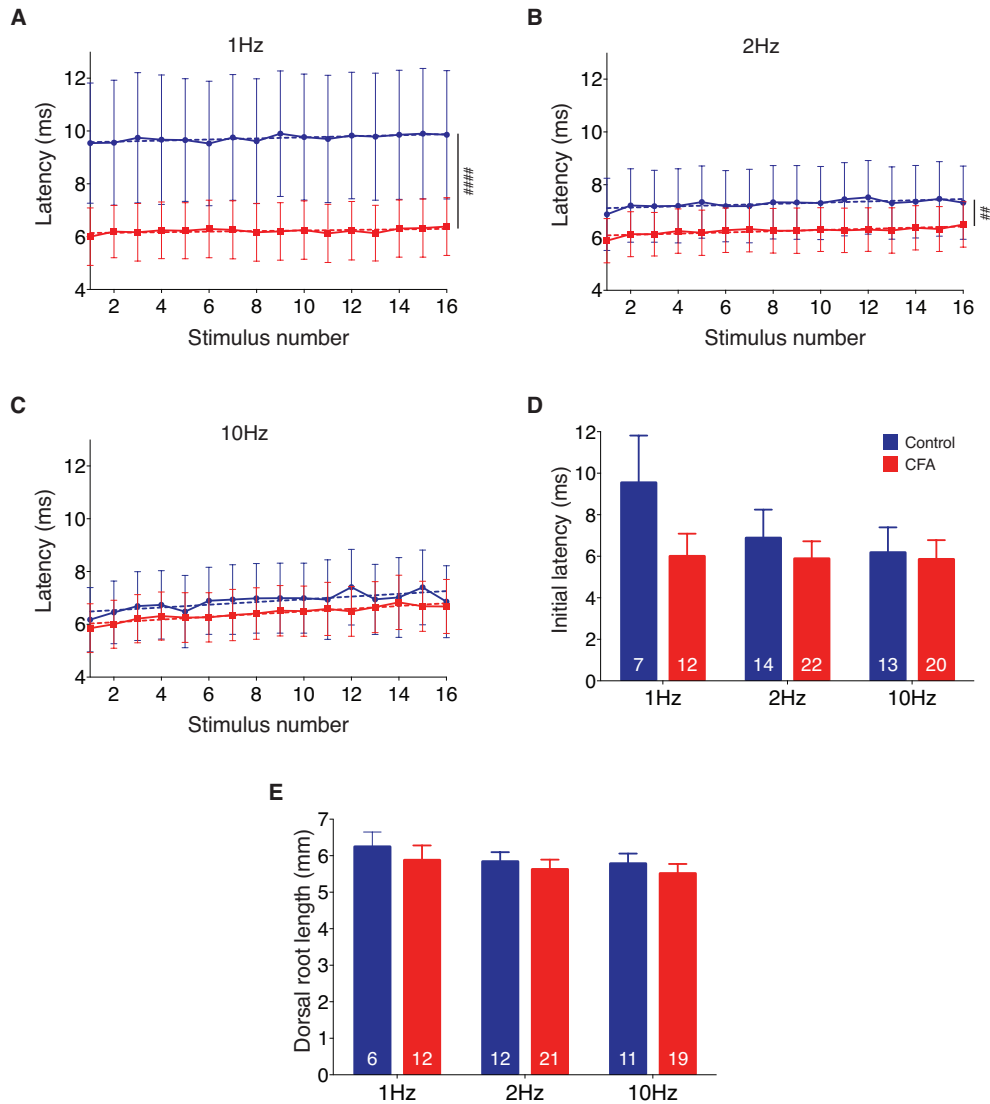 A
1Hz
Latency (ms)
12
10
8
6
4
2 4 6 8 10 12 14 16
Stimulus number
####
B
2Hz
Latency (ms)
12
10
8
6
4
2 4 6 8 10 12 14 16
Stimulus number
##
C
10Hz
Latency (ms)
12
10
8
6
4
2 4 6 8 10 12 14 16
Stimulus number
D
Initial latency (ms)
12
10
8
6
4
2
0
Control
CFA
7 12 14 22 13 20
1Hz 2Hz 10Hz
E
Dorsal root length (mm)
7
6
5
4
3
2
1
0
6 12 12 21 11 19
1Hz 2Hz 10Hz